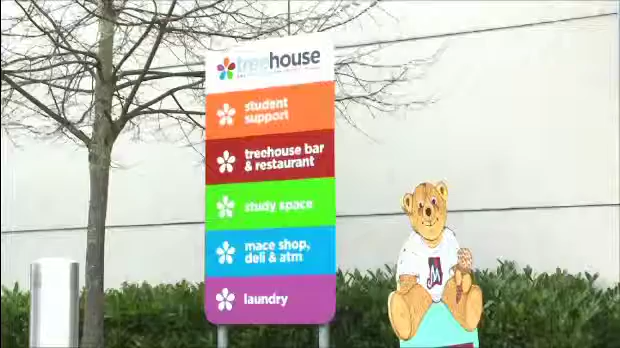 treehouse
student
support
treehouse bar
& restaurant
study space
mace shop,
deli & atm
laundry
M